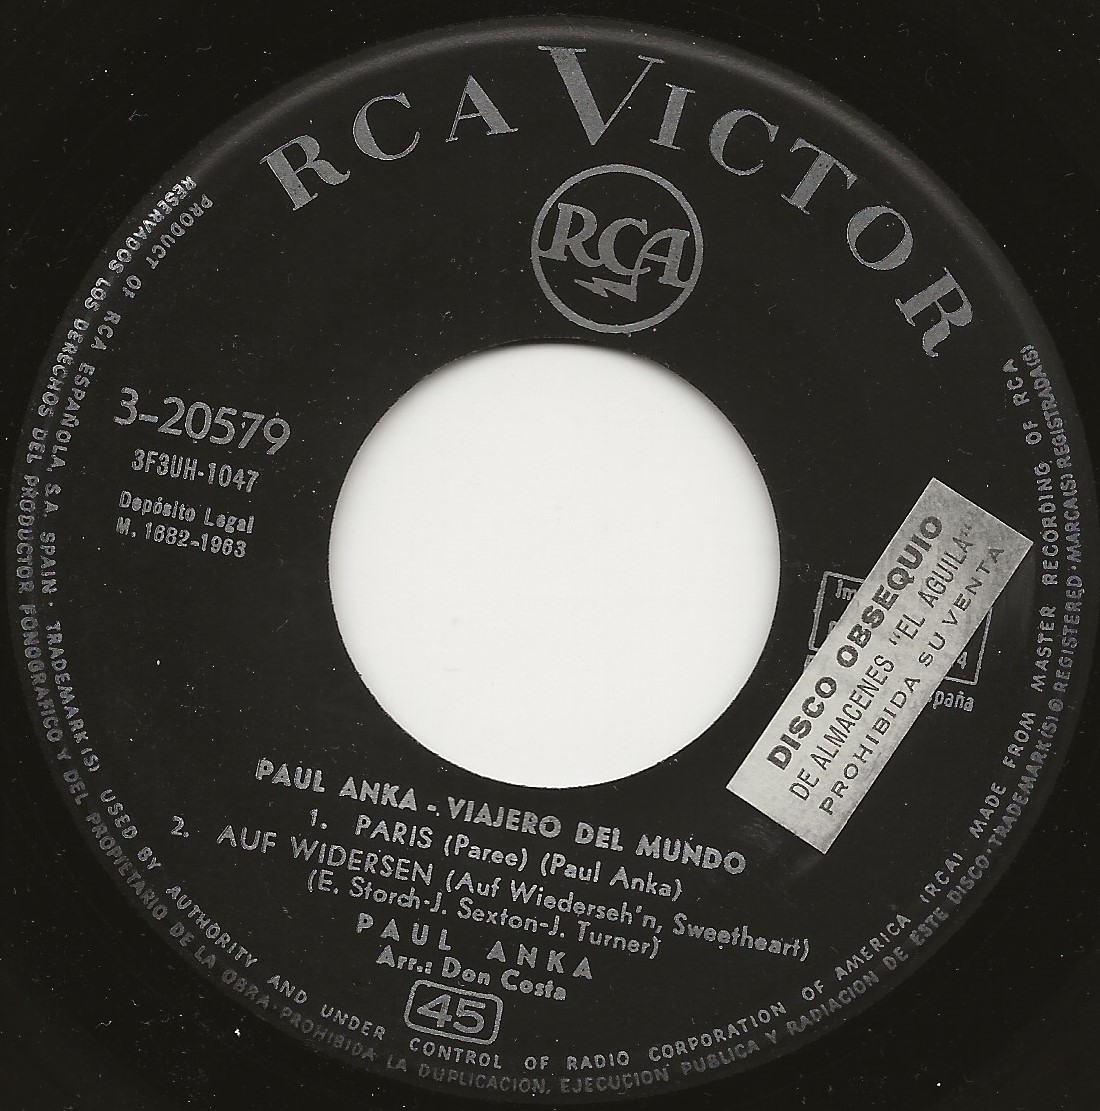 RCA VICTOR
RCA
3-20579
3F3UH-1047
Depósito Legal
M. 1682-1963
DISCO OBSEQUIO
DE ALMACENES "EL AGUILA"
PROHIBIDA SU VENTA
4
paña
PAUL ANKA - VIAJERO DEL MUNDO
1. PARIS (Paree) (Paul Anka)
2. AUF WIDERSEN (Auf Wiederseh'n, Sweetheart)
(E. Storch-J. Sexton-J. Turner)
PAUL ANKA
Arr.: Don Costa
45
PRODUCT OF RCA ESPAÑOLA, S.A. SPAIN · TRADEMARK(S) USED BY AUTHORITY AND UNDER CONTROL OF RADIO CORPORATION OF AMERICA (RCA) MADE FROM MASTER RECORDING OF RCA
RESERVADOS LOS DERECHOS DEL PRODUCTOR FONOGRAFICO Y DEL PROPIETARIO DE LA OBRA · PROHIBIDA LA DUPLICACION, EJECUCION PUBLICA Y RADIACION DE ESTE DISCO · TRADEMARK(S) ® REGISTERED · MARCA(S) REGISTRADA(S)